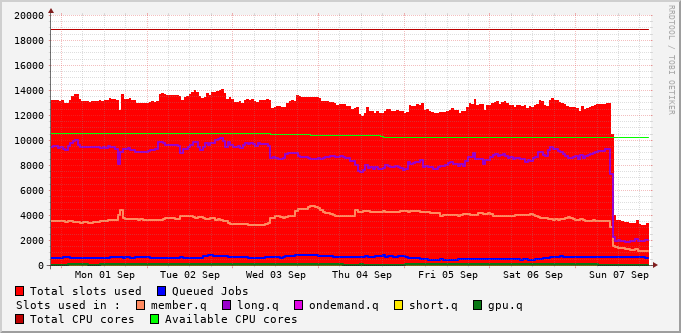 20000
18000
16000
14000
12000
10000
8000
6000
4000
2000
0
Mon 01 Sep Tue 02 Sep Wed 03 Sep Thu 04 Sep Fri 05 Sep Sat 06 Sep Sun 07 Sep
RRDTOOL / TOBI OETIKER
Total slots used Queued Jobs
Slots used in : member.q long.q ondemand.q short.q gpu.q
Total CPU cores Available CPU cores